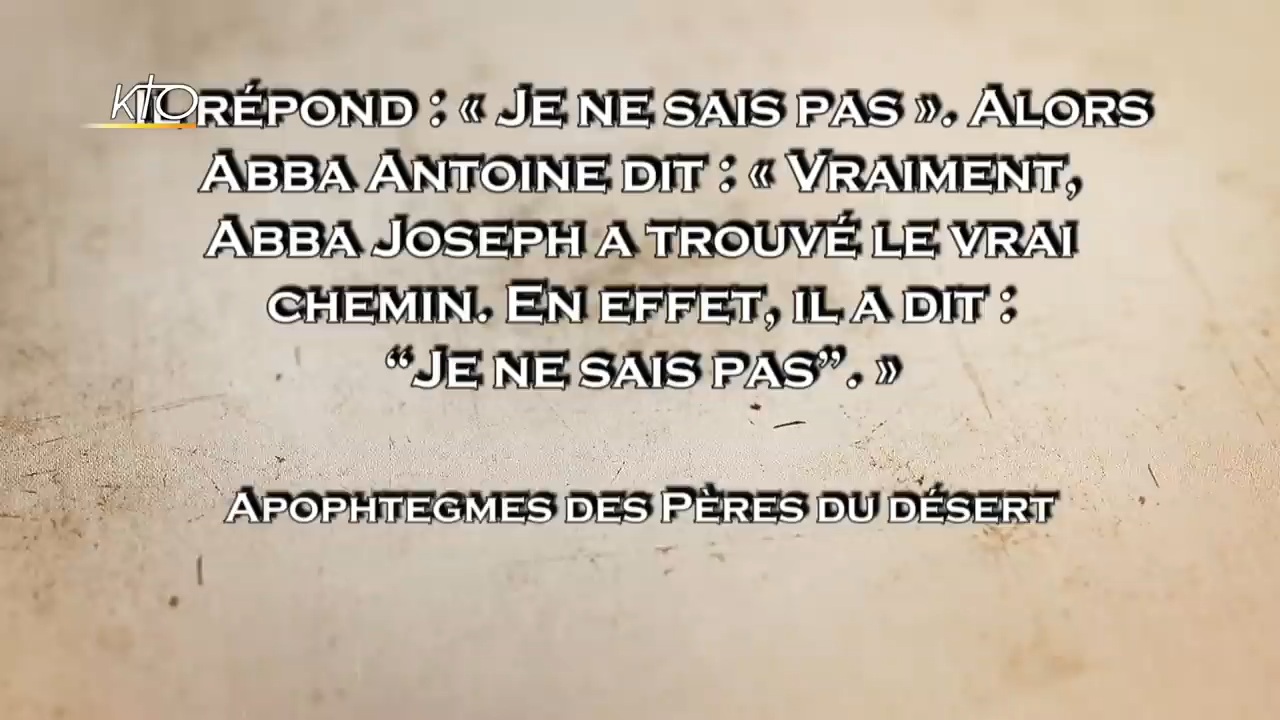 KTO
RÉPOND : « JE NE SAIS PAS ». ALORS
ABBA ANTOINE DIT : « VRAIMENT,
ABBA JOSEPH A TROUVÉ LE VRAI
CHEMIN. EN EFFET, IL A DIT :
“JE NE SAIS PAS”. »
APOPHTEGMES DES PÈRES DU DÉSERT